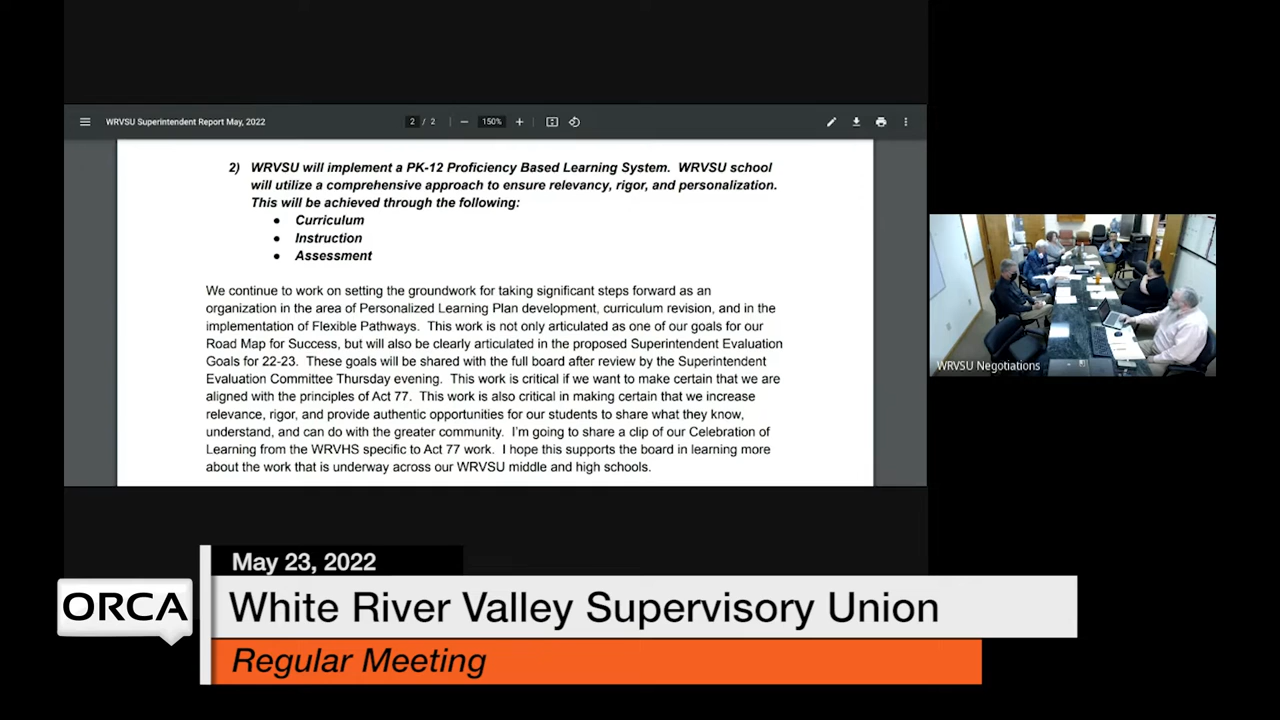 WRVSU Superintendent Report May, 2022
2 / 2
150%
2) WRVSU will implement a PK-12 Proficiency Based Learning System. WRVSU school
will utilize a comprehensive approach to ensure relevancy, rigor, and personalization.
This will be achieved through the following:
● Curriculum
● Instruction
● Assessment
We continue to work on setting the groundwork for taking significant steps forward as an
organization in the area of Personalized Learning Plan development, curriculum revision, and in the
implementation of Flexible Pathways. This work is not only articulated as one of our goals for our
Road Map for Success, but will also be clearly articulated in the proposed Superintendent Evaluation
Goals for 22-23. These goals will be shared with the full board after review by the Superintendent
Evaluation Committee Thursday evening. This work is critical if we want to make certain that we are
aligned with the principles of Act 77. This work is also critical in making certain that we increase
relevance, rigor, and provide authentic opportunities for our students to share what they know,
understand, and can do with the greater community. I'm going to share a clip of our Celebration of
Learning from the WRVHS specific to Act 77 work. I hope this supports the board in learning more
about the work that is underway across our WRVSU middle and high schools.
WRVSU Negotiations
May 23, 2022
ORCA
White River Valley Supervisory Union
Regular Meeting